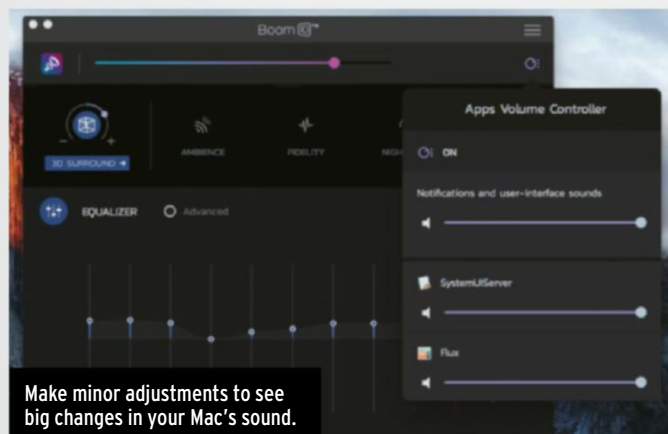 Boom 3D™
Apps Volume Controller
ON
3D SURROUND
AMBIENCE
FIDELITY
Notifications and user-interface sounds
EQUALIZER
Advanced
SystemUIServer
Flux
Make minor adjustments to see
big changes in your Mac's sound.